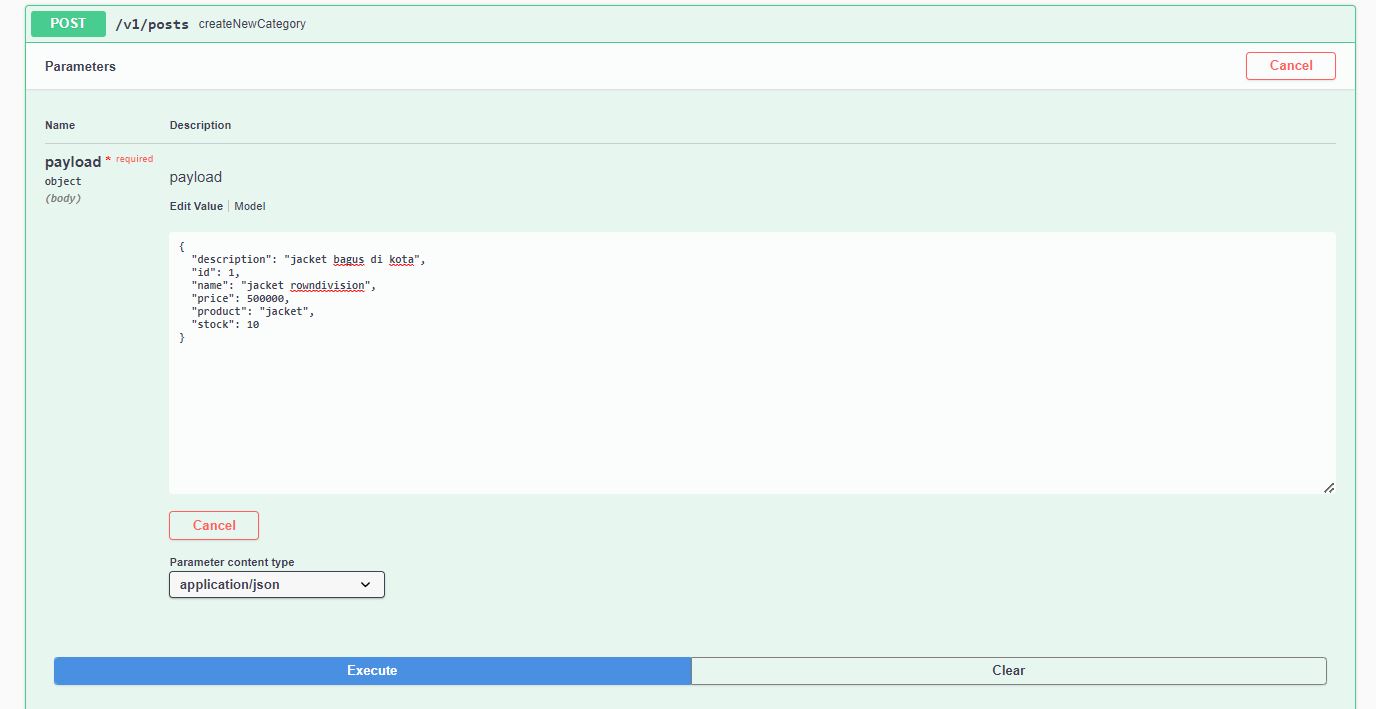 POST /v1/posts createNewCategory
Parameters
Cancel
Name Description
payload * required
object
(body)
payload
Edit Value | Model
{
  "description": "jacket bagus di kota",
  "id": 1,
  "name": "jacket rowndivision",
  "price": 500000,
  "product": "jacket",
  "stock": 10
}
Cancel
Parameter content type
application/json
Execute
Clear